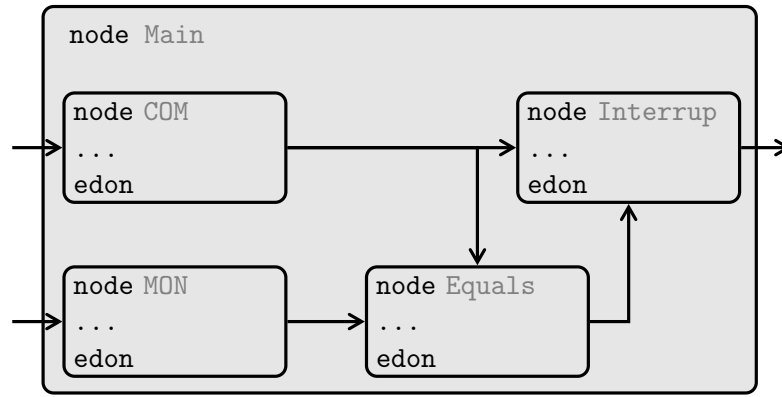 node Main
node COM
...
edon
node Interrup
...
edon
node MON
...
edon
node Equals
...
edon